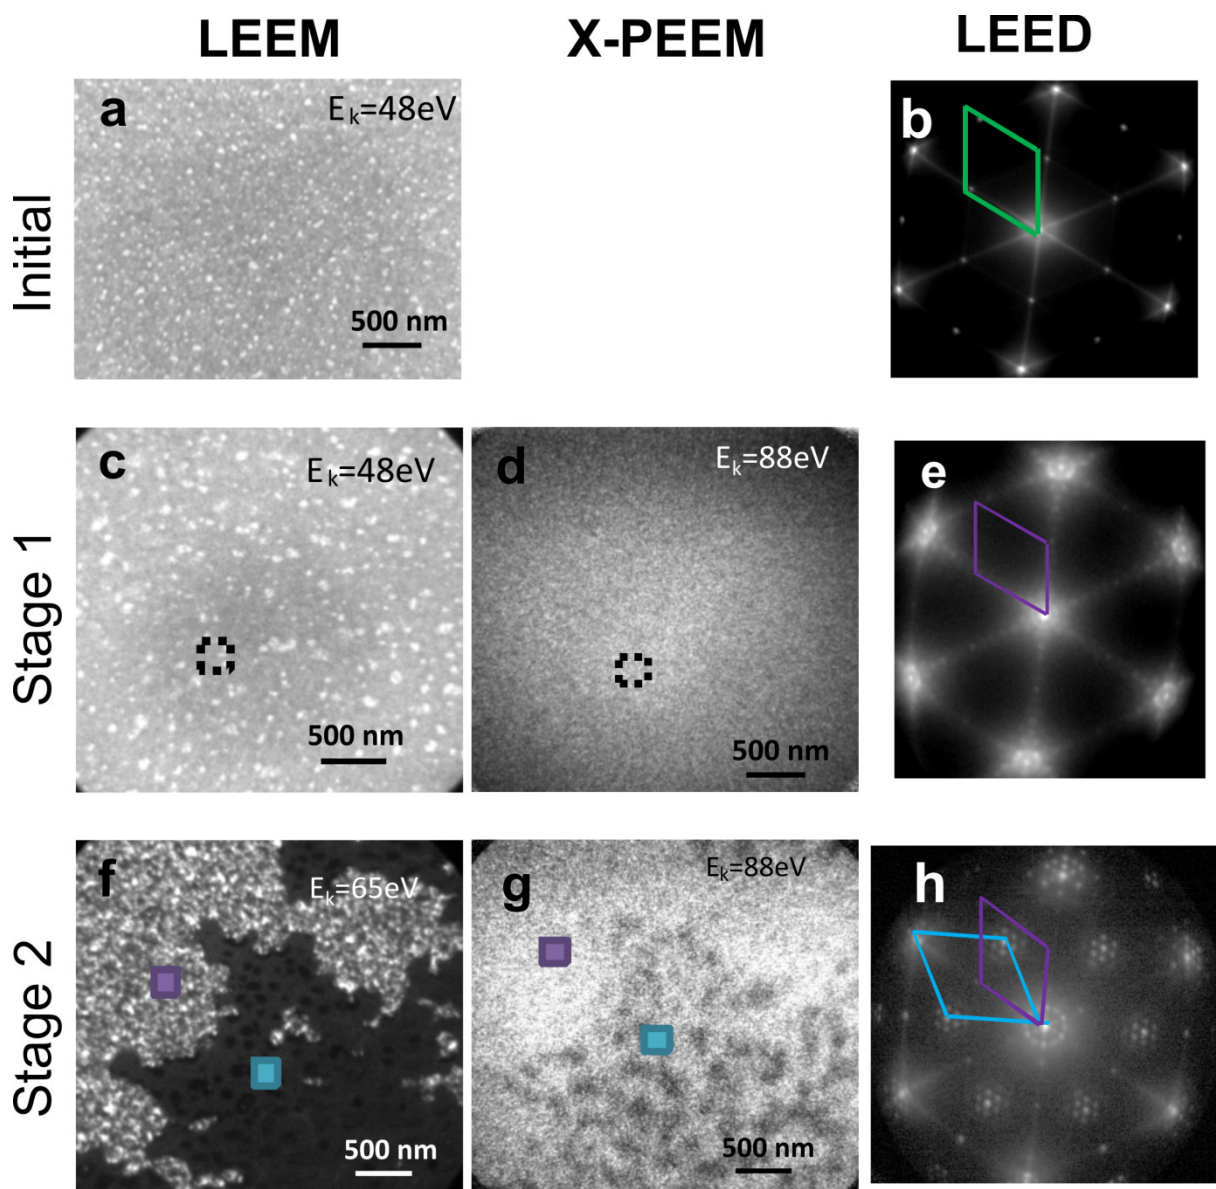 LEEM X-PEEM LEED
Initial
a
Eₖ=48eV
500 nm
b
Stage 1
c
Eₖ=48eV
500 nm
d
Eₖ=88eV
500 nm
e
Stage 2
f
Eₖ=65eV
500 nm
g
Eₖ=88eV
500 nm
h